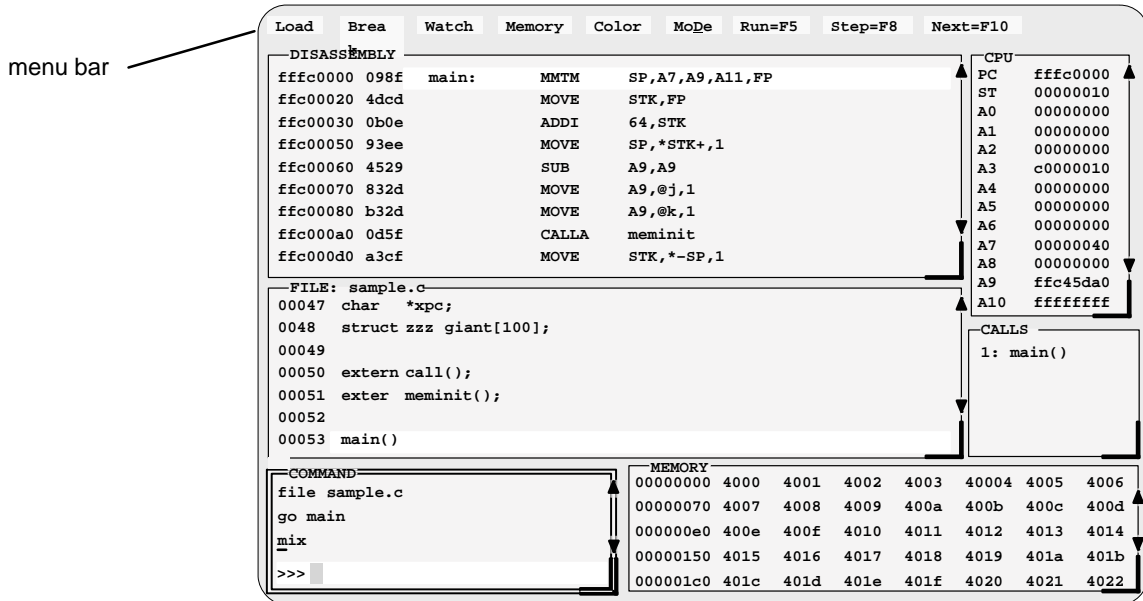 menu bar
Load Break Watch Memory Color MoDe Run=F5 Step=F8 Next=F10
DISASSEMBLY
fffc0000 098f main: MMTM SP,A7,A9,A11,FP
ffc00020 4dcd MOVE STK,FP
ffc00030 0b0e ADDI 64,STK
ffc00050 93ee MOVE SP,*STK+,1
ffc00060 4529 SUB A9,A9
ffc00070 832d MOVE A9,@j,1
ffc00080 b32d MOVE A9,@k,1
ffc000a0 0d5f CALLA meminit
ffc000d0 a3cf MOVE STK,*−SP,1
CPU
PC fffc0000
ST 00000010
A0 00000000
A1 00000000
A2 00000000
A3 c0000010
A4 00000000
A5 00000000
A6 00000000
A7 00000040
A8 00000000
A9 ffc45da0
A10 ffffffff
FILE: sample.c
00047 char *xpc;
0048 struct zzz giant[100];
00049
00050 extern call();
00051 exter meminit();
00052
00053 main()
CALLS
1: main()
COMMAND
file sample.c
go main
mix
>>>
MEMORY
00000000 4000 4001 4002 4003 40004 4005 4006
00000070 4007 4008 4009 400a 400b 400c 400d
000000e0 400e 400f 4010 4011 4012 4013 4014
00000150 4015 4016 4017 4018 4019 401a 401b
000001c0 401c 401d 401e 401f 4020 4021 4022